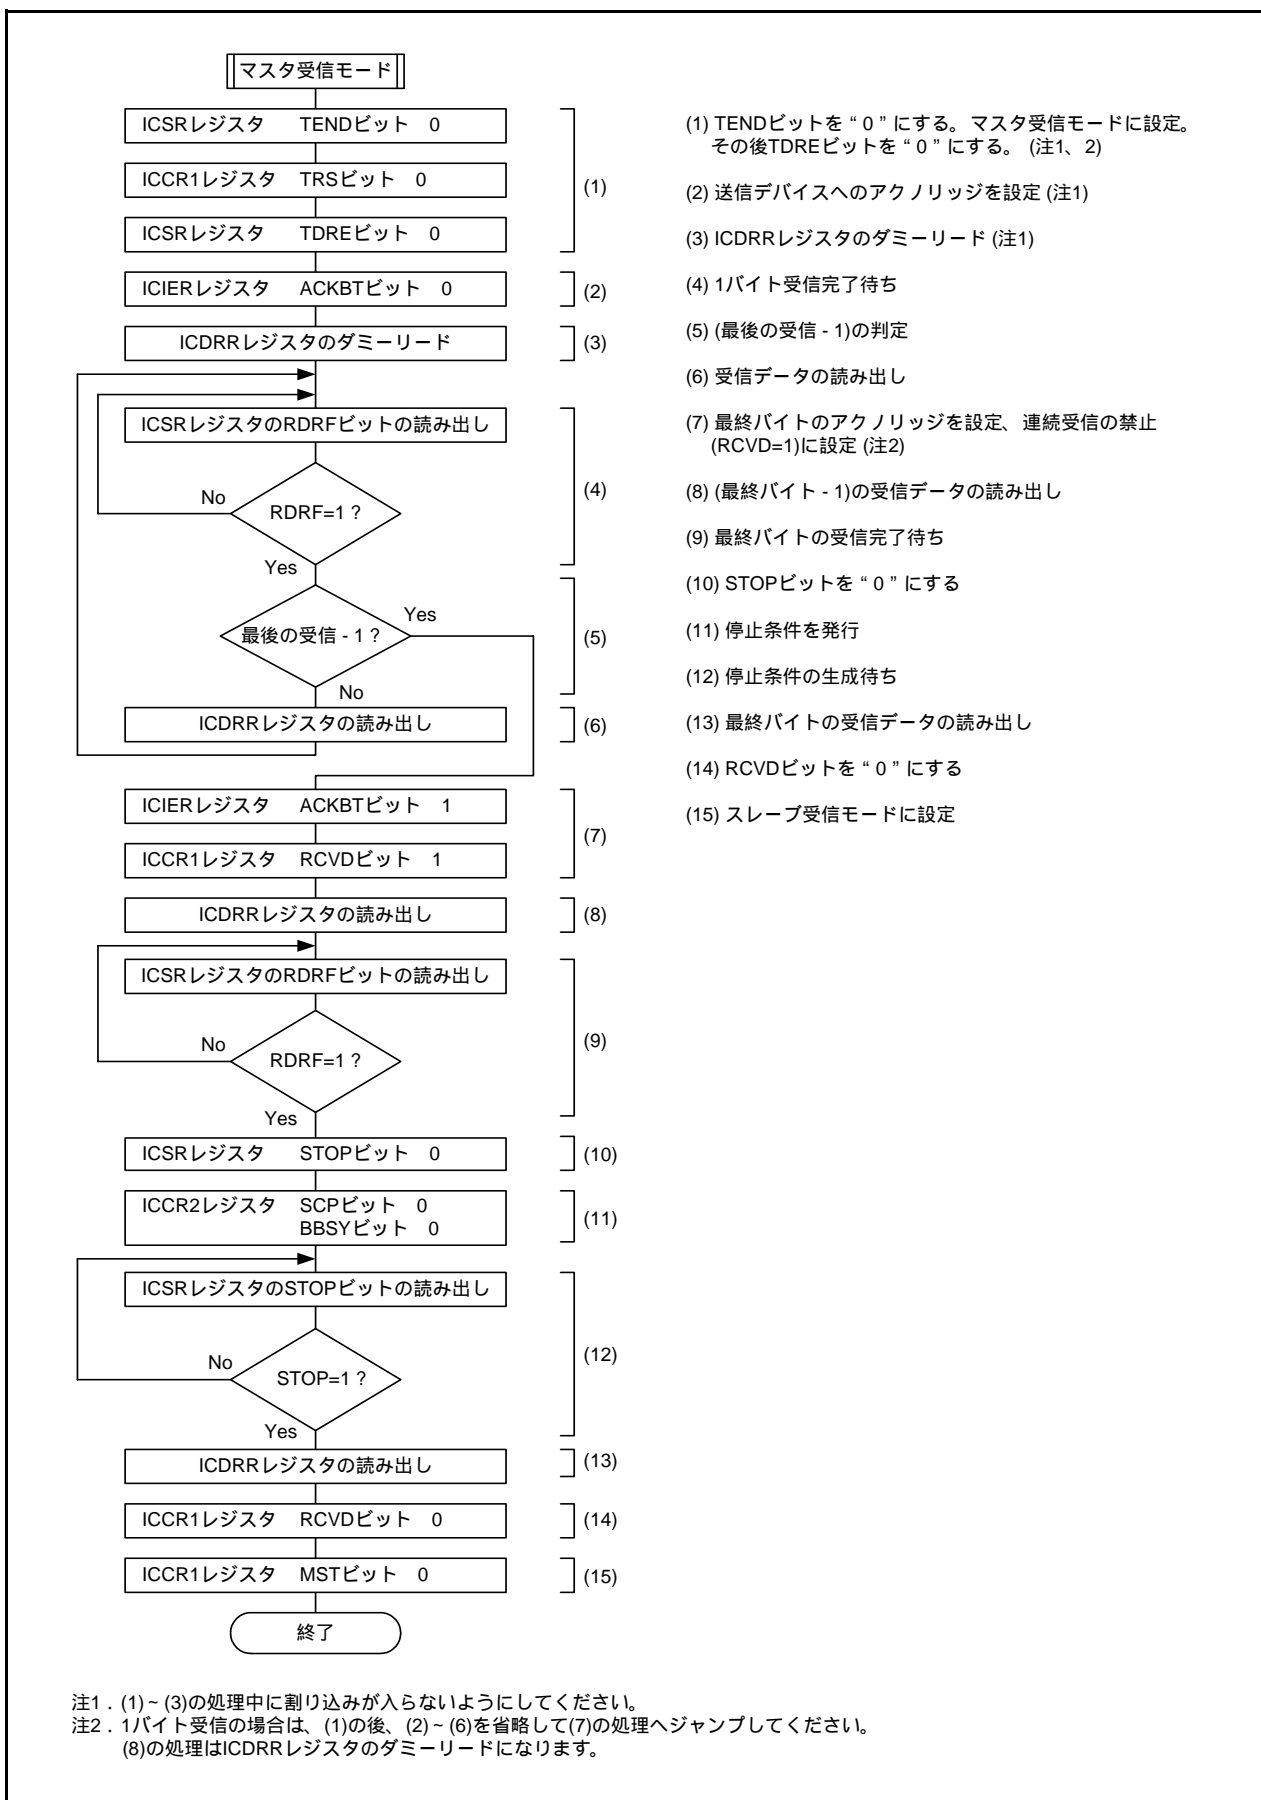 マスタ受信モード
ICSRレジスタ TENDビット 0
ICCR1レジスタ TRSビット 0
ICSRレジスタ TDREビット 0
(1)
ICIERレジスタ ACKBTビット 0
(2)
ICDRRレジスタのダミーリード
(3)
ICSRレジスタのRDRFビットの読み出し
No
RDRF=1 ?
(4)
Yes
最後の受信 - 1 ?
Yes
(5)
No
ICDRRレジスタの読み出し
(6)
ICIERレジスタ ACKBTビット 1
ICCR1レジスタ RCVDビット 1
(7)
ICDRRレジスタの読み出し
(8)
ICSRレジスタのRDRFビットの読み出し
No
RDRF=1 ?
(9)
Yes
ICSRレジスタ STOPビット 0
(10)
ICCR2レジスタ SCPビット 0
BBSYビット 0
(11)
ICSRレジスタのSTOPビットの読み出し
No
STOP=1 ?
(12)
Yes
ICDRRレジスタの読み出し
(13)
ICCR1レジスタ RCVDビット 0
(14)
ICCR1レジスタ MSTビット 0
(15)
終了
(1) TENDビットを “ 0 ” にする。マスタ受信モードに設定。
その後TDREビットを “ 0 ” にする。 (注1、2)
(2) 送信デバイスへのアクノリッジを設定 (注1)
(3) ICDRRレジスタのダミーリード (注1)
(4) 1バイト受信完了待ち
(5) (最後の受信 - 1)の判定
(6) 受信データの読み出し
(7) 最終バイトのアクノリッジを設定、連続受信の禁止
(RCVD=1)に設定 (注2)
(8) (最終バイト - 1)の受信データの読み出し
(9) 最終バイトの受信完了待ち
(10) STOPビットを “ 0 ” にする
(11) 停止条件を発行
(12) 停止条件の生成待ち
(13) 最終バイトの受信データの読み出し
(14) RCVDビットを “ 0 ” にする
(15) スレーブ受信モードに設定
注1．(1) ~ (3)の処理中に割り込みが入らないようにしてください。
注2．1バイト受信の場合は、(1)の後、(2) ~ (6)を省略して(7)の処理へジャンプしてください。
(8)の処理はICDRRレジスタのダミーリードになります。